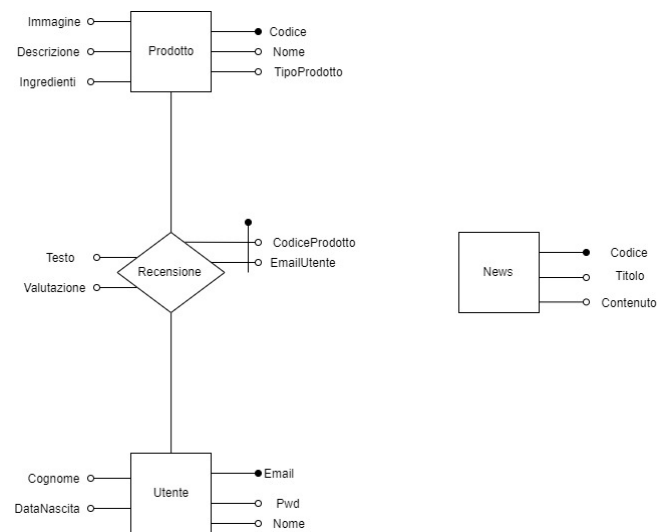 Immagine
Descrizione
Ingredienti
Prodotto
Codice
Nome
TipoProdotto
Testo
Valutazione
Recensione
CodiceProdotto
EmailUtente
News
Codice
Titolo
Contenuto
Cognome
DataNascita
Utente
Email
Pwd
Nome